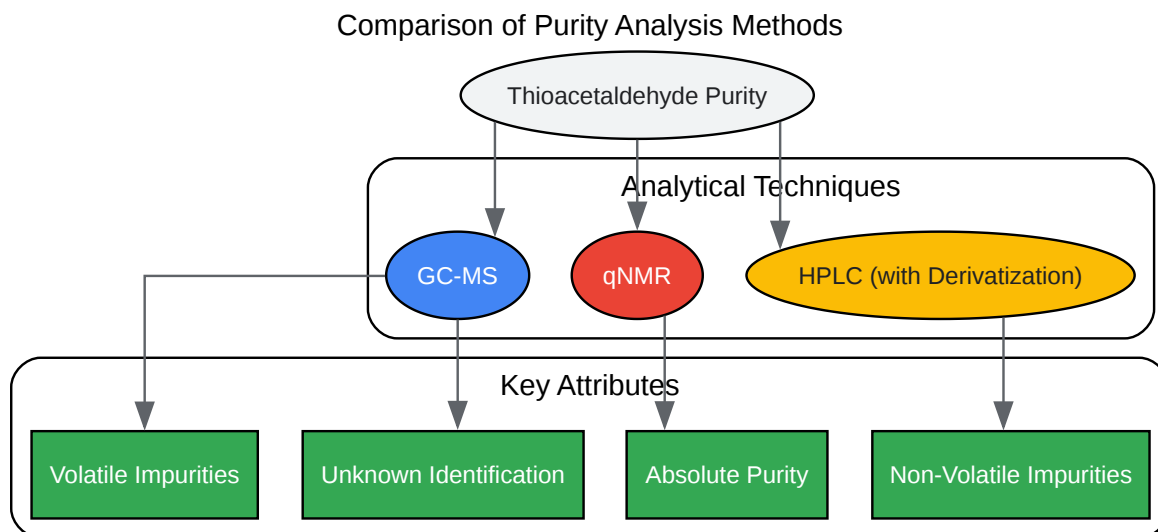 Comparison of Purity Analysis Methods
Thioacetaldehyde Purity
Analytical Techniques
GC-MS
qNMR
HPLC (with Derivatization)
Key Attributes
Volatile Impurities
Unknown Identification
Absolute Purity
Non-Volatile Impurities